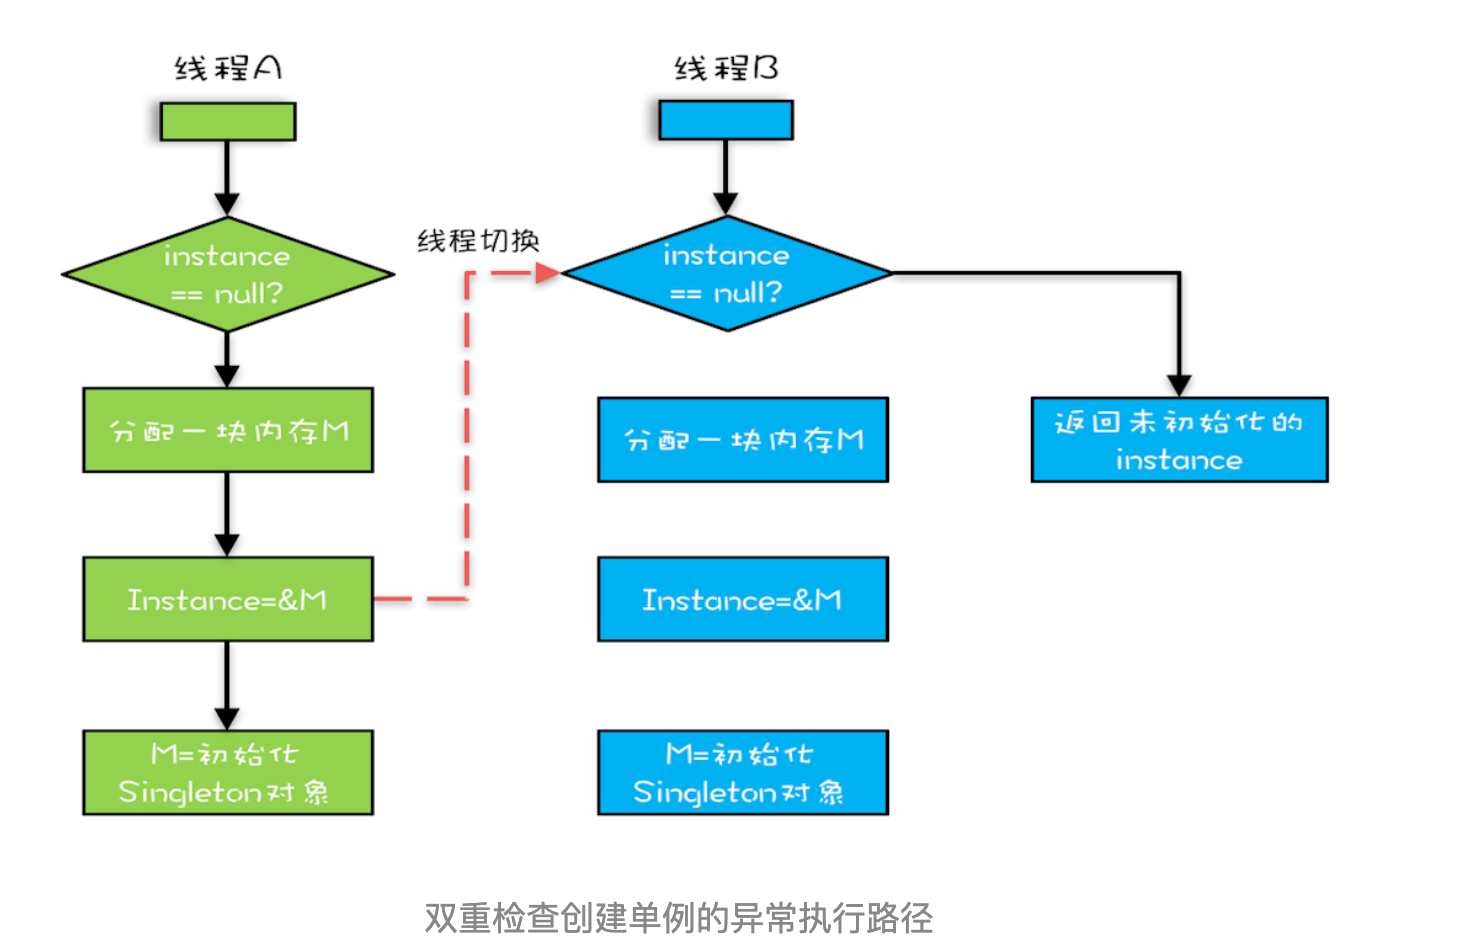 线程A
线程B
线程切换
instance
== null?
instance
== null?
分配一块内存M
分配一块内存M
返回未初始化的
instance
Instance=&M
Instance=&M
M=初始化
Singleton对象
M=初始化
Singleton对象
双重检查创建单例的异常执行路径